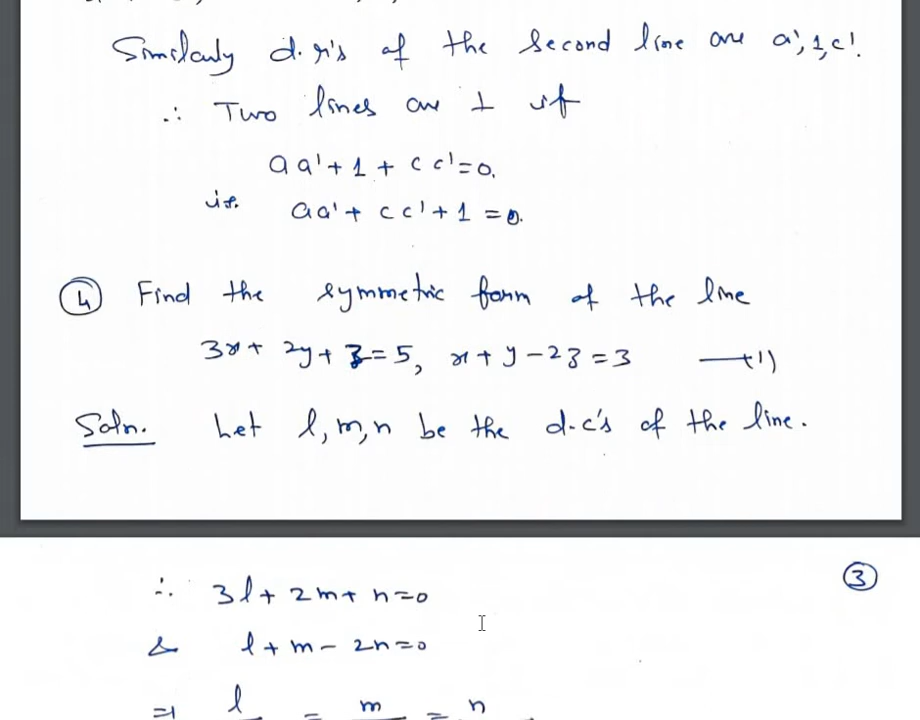 Similarly d.r's of the second line are a', 1, c'.
∴ Two lines are ⊥ if
aa' + 1 + cc' = 0.
i.e. aa' + cc' + 1 = 0.
④ Find the symmetric form of the line
3x + 2y + z = 5, x + y - 2z = 3 —(1)
Soln. Let l, m, n be the d.c's of the line.
③
∴ 3l + 2m + n = 0
& l + m - 2n = 0
⇒ l = m = n